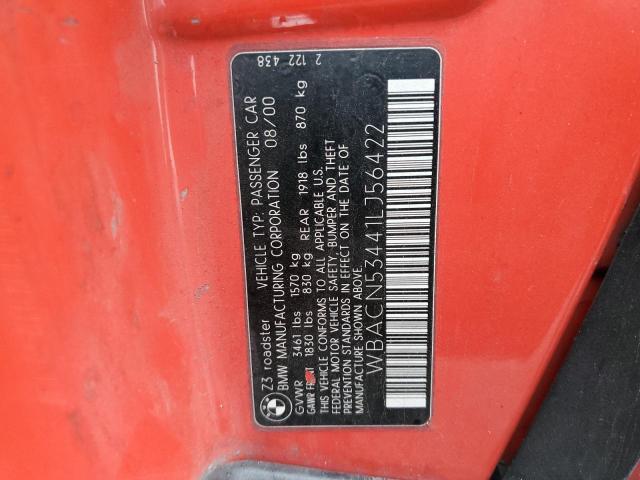 Z3 roadster VEHICLE TYP: PASSENGER CAR
BMW MANUFACTURING CORPORATION 08/00
GVWR 3461 lbs 1570 kg
GAWR FRONT 1830 lbs 830 kg REAR 1918 lbs 870 kg
THIS VEHICLE CONFORMS TO ALL APPLICABLE U.S.
FEDERAL MOTOR VEHICLE SAFETY, BUMPER AND THEFT
PREVENTION STANDARDS IN EFFECT ON THE DATE OF
MANUFACTURE SHOWN ABOVE.
WBACN53441LJ56422
2 122 438
BMW